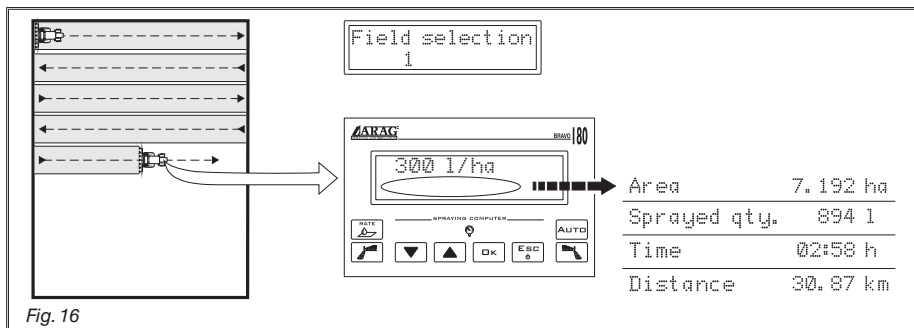 Field selection
1
ARAG
BRAVO 180
300 l/ha
SPRAYING COMPUTER
RATE
AUTO
OK
ESC
Area 7.192 ha
Sprayed qty. 894 l
Time 02:58 h
Distance 30.87 km
Fig. 16